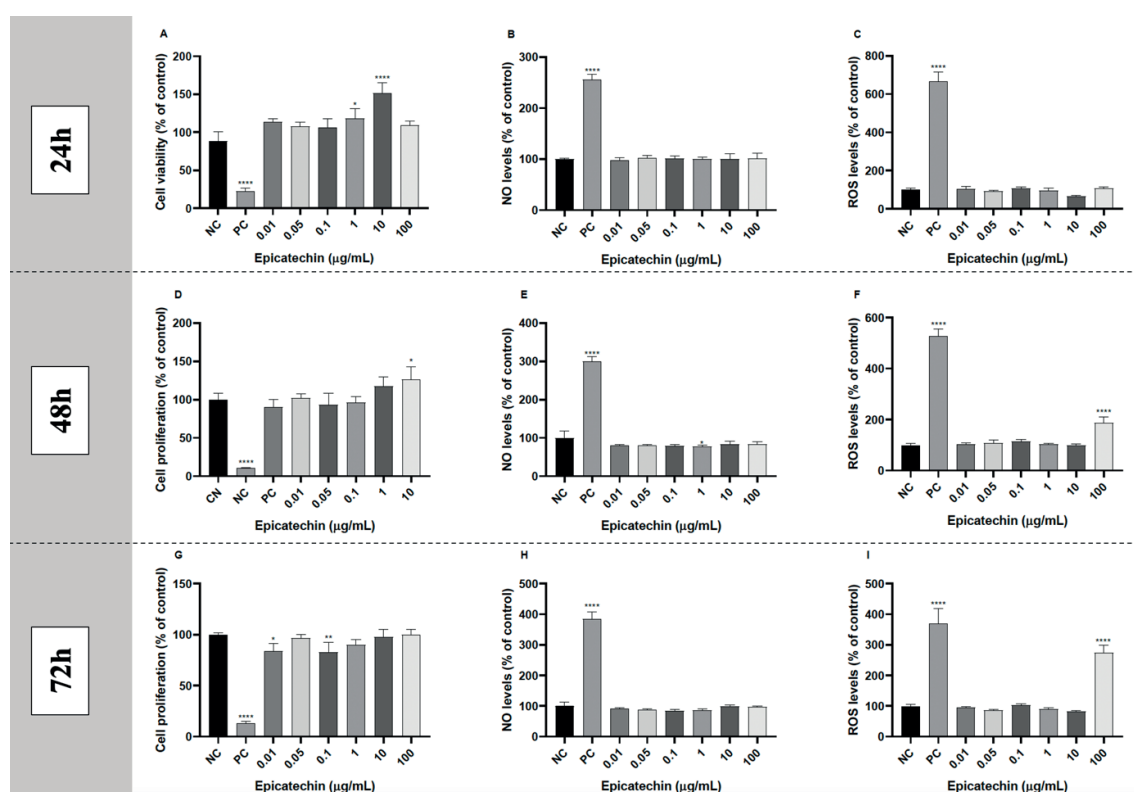 24h
A
Cell viability (% of control)
200
150
100
50
0
****
*
****
NC PC 0.01 0.05 0.1 1 10 100
Epicatechin (μg/mL)
B
NO levels (% of control)
300
200
100
0
****
NC PC 0.01 0.05 0.1 1 10 100
Epicatechin (μg/mL)
C
ROS levels (% of control)
800
600
400
200
0
****
NC PC 0.01 0.05 0.1 1 10 100
Epicatechin (μg/mL)
48h
D
Cell proliferation (% of control)
200
150
100
50
0
****
*
CN NC PC 0.01 0.05 0.1 1 10
Epicatechin (μg/mL)
E
NO levels (% of control)
400
300
200
100
0
****
*
NC PC 0.01 0.05 0.1 1 10 100
Epicatechin (μg/mL)
F
ROS levels (% of control)
600
400
200
0
****
****
NC PC 0.01 0.05 0.1 1 10 100
Epicatechin (μg/mL)
72h
G
Cell proliferation (% of control)
150
100
50
0
****
*
**
NC PC 0.01 0.05 0.1 1 10 100
Epicatechin (μg/mL)
H
NO levels (% of control)
500
400
300
200
100
0
****
NC PC 0.01 0.05 0.1 1 10 100
Epicatechin (μg/mL)
I
ROS levels (% of control)
500
400
300
200
100
0
****
****
NC PC 0.01 0.05 0.1 1 10 100
Epicatechin (μg/mL)